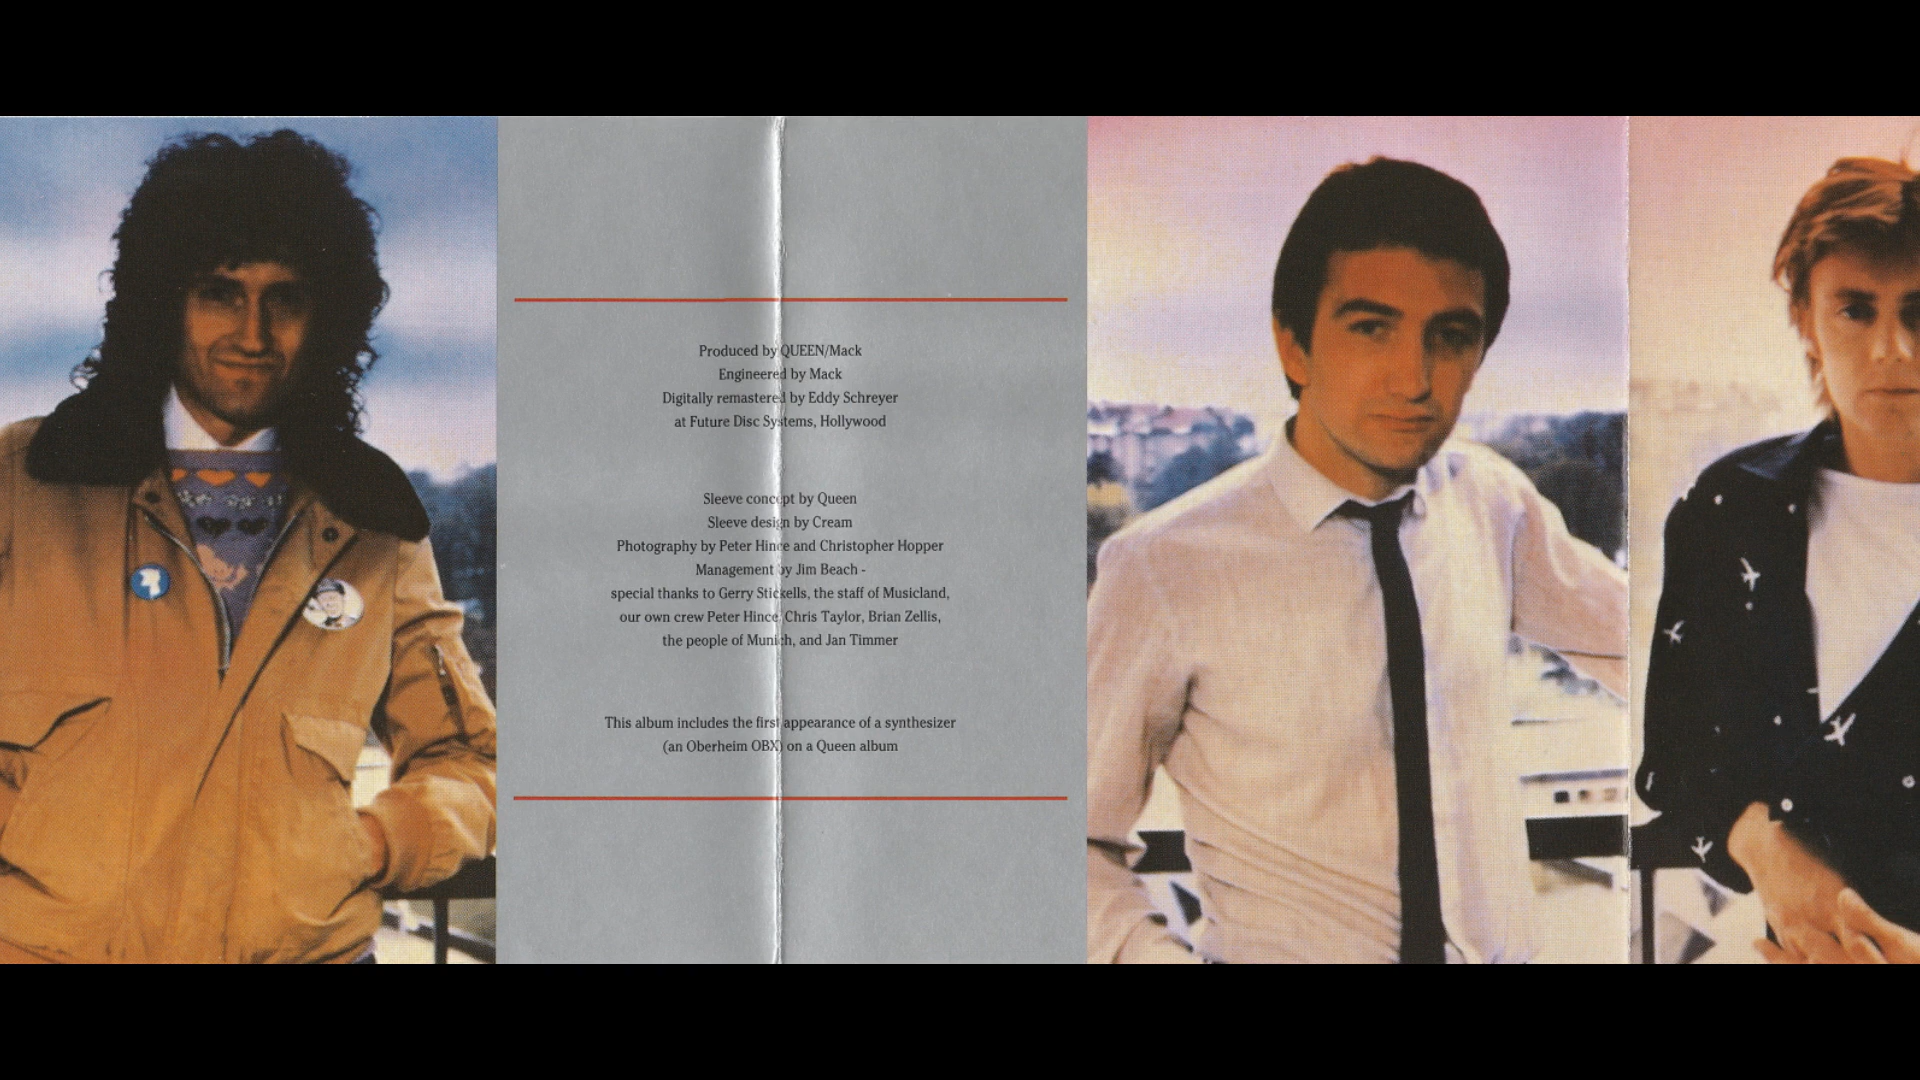 Produced by QUEEN/Mack
Engineered by Mack
Digitally remastered by Eddy Schreyer
at Future Disc Systems, Hollywood
Sleeve concept by Queen
Sleeve design by Cream
Photography by Peter Hince and Christopher Hopper
Management by Jim Beach -
special thanks to Gerry Stickells, the staff of Musicland,
our own crew Peter Hince, Chris Taylor, Brian Zellis,
the people of Munich, and Jan Timmer
This album includes the first appearance of a synthesizer
(an Oberheim OBX) on a Queen album